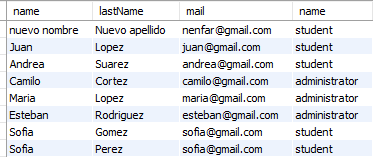 name lastName mail name
nuevo nombre Nuevo apellido nenfar@gmail.com student
Juan Lopez juan@gmail.com student
Andrea Suarez andrea@gmail.com student
Camilo Cortez camilo@gmail.com administrator
Maria Lopez maria@gmail.com administrator
Esteban Rodriguez esteban@gmail.com administrator
Sofia Gomez sofia@gmail.com student
Sofia Perez sofia@gmail.com student